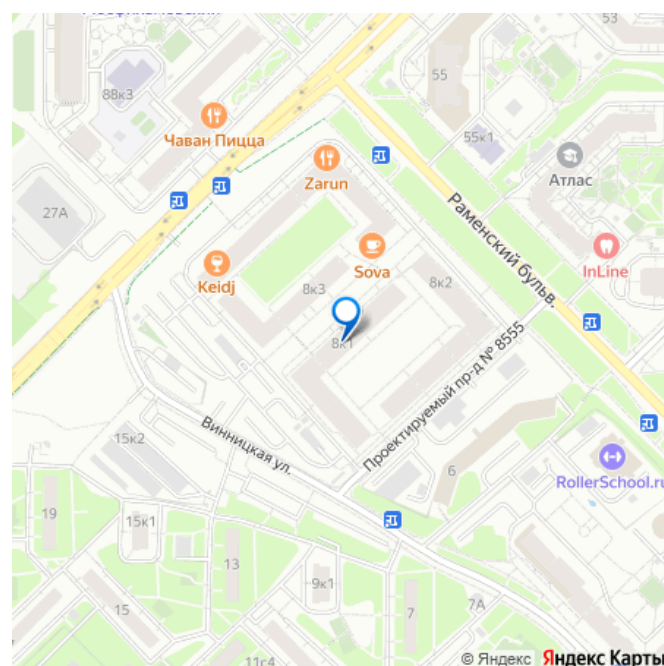 53
55
88к3
Чаван Пицца
55к1
Атлас
Zarun
27А
Раменский бульв.
InLine
Sova
Keidj
8к3
8к2
8к1
Проектируемый пр-д № 8555
Винницкая ул.
15к2
6
RollerSchool.ru
19
15к1
13
9к1
15
7
7А
11с4
© Яндекс Яндекс Карты